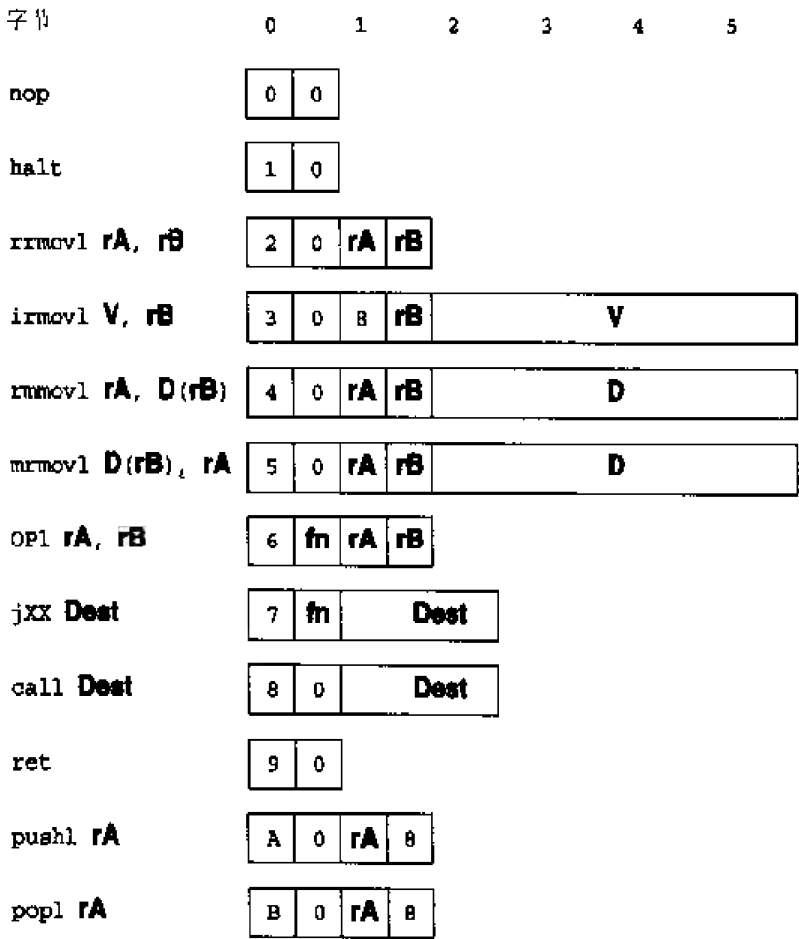 字节 0 1 2 3 4 5
nop 0 0
halt 1 0
rrmovl rA, rB 2 0 rA rB
irmovl V, rB 3 0 8 rB V
rmmovl rA, D(rB) 4 0 rA rB D
mrmovl D(rB), rA 5 0 rA rB D
OPl rA, rB 6 fn rA rB
jXX Dest 7 fn Dest
call Dest 8 0 Dest
ret 9 0
pushl rA A 0 rA 8
popl rA B 0 rA 8